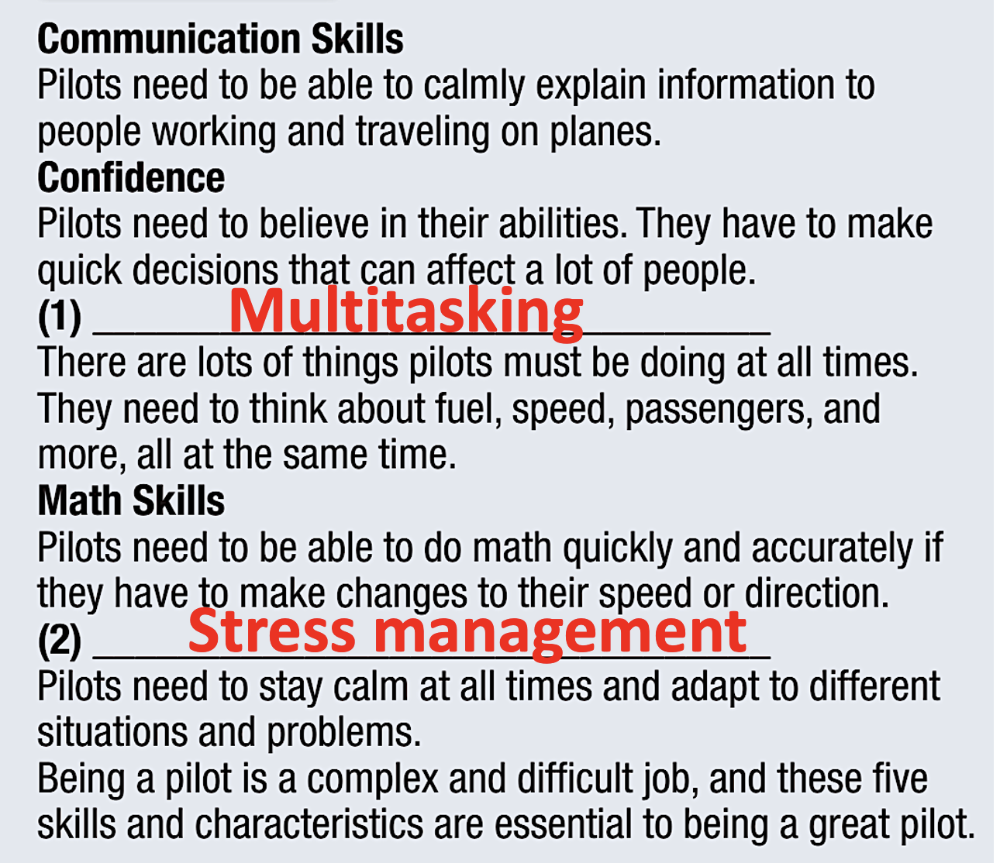 Communication Skills
Pilots need to be able to calmly explain information to
people working and traveling on planes.
Confidence
Pilots need to believe in their abilities. They have to make
quick decisions that can affect a lot of people.
(1) Multitasking
There are lots of things pilots must be doing at all times.
They need to think about fuel, speed, passengers, and
more, all at the same time.
Math Skills
Pilots need to be able to do math quickly and accurately if
they have to make changes to their speed or direction.
(2) Stress management
Pilots need to stay calm at all times and adapt to different
situations and problems.
Being a pilot is a complex and difficult job, and these five
skills and characteristics are essential to being a great pilot.